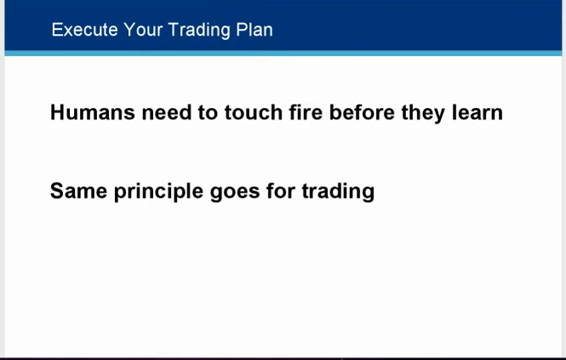 Execute Your Trading Plan
Humans need to touch fire before they learn
Same principle goes for trading